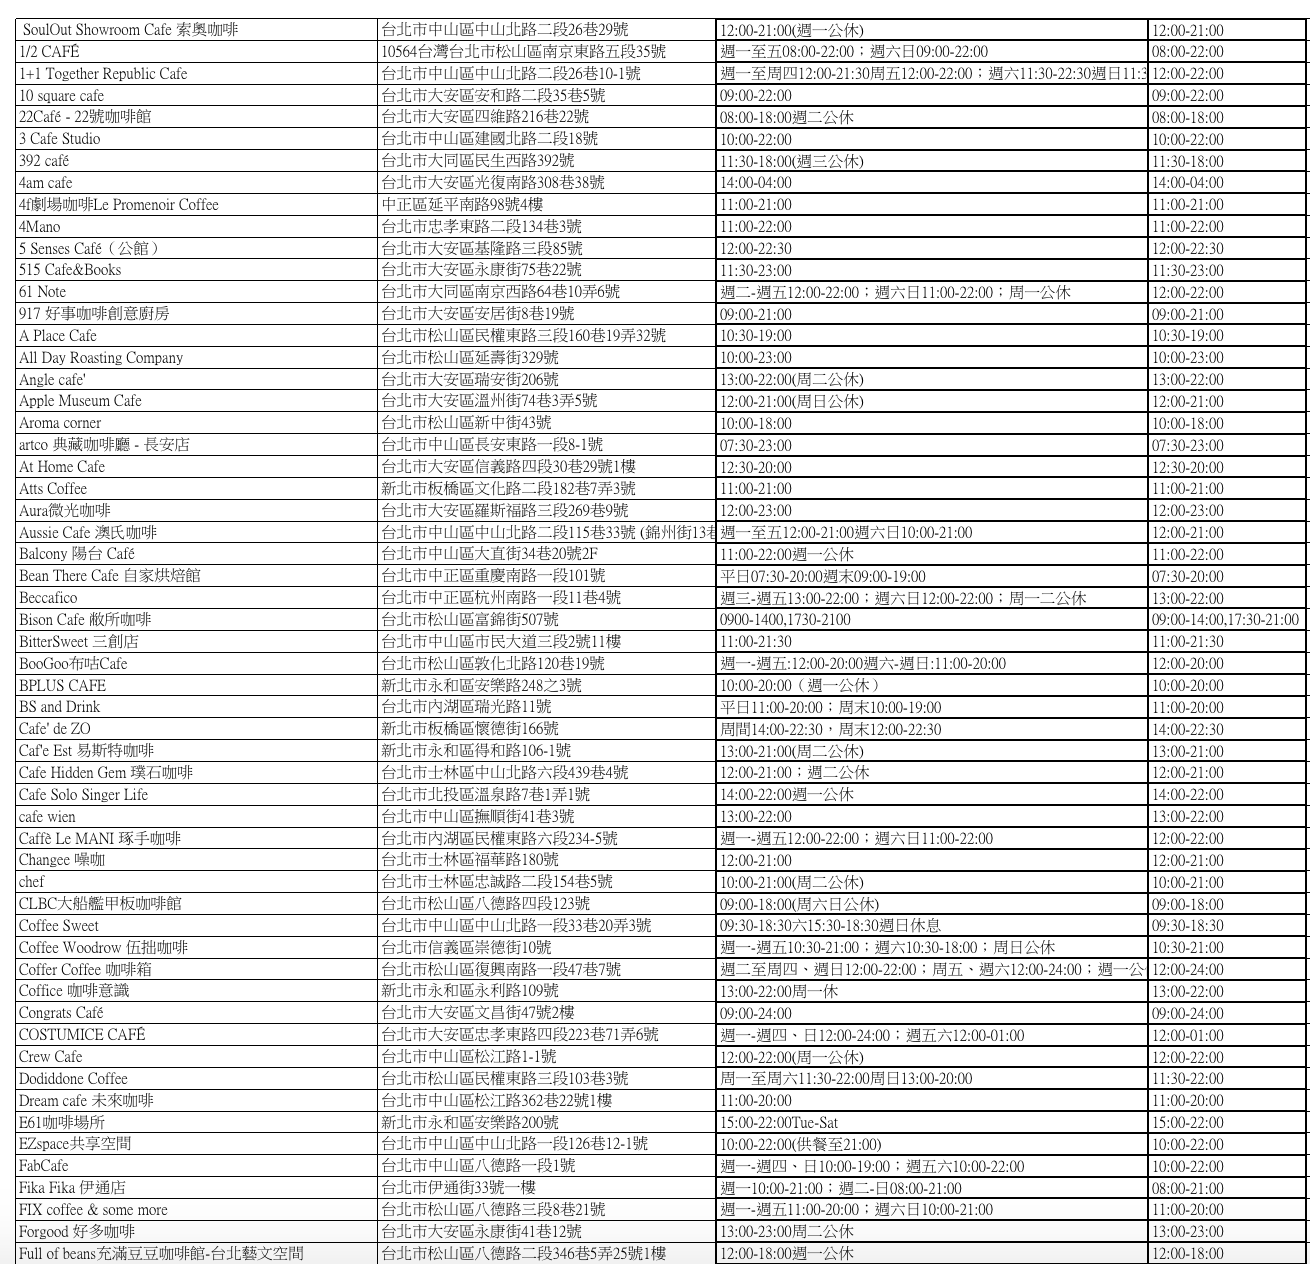 SoulOut Showroom Cafe 索奧咖啡 台北市中山區中山北路二段26巷29號 12:00-21:00(週一公休) 12:00-21:00
1/2 CAFÉ 10564台灣台北市松山區南京東路五段35號 週一至五08:00-22:00；週六日09:00-22:00 08:00-22:00
1+1 Together Republic Cafe 台北市中山區中山北路二段26巷10-1號 週一至周四12:00-21:30周五12:00-22:00；週六11:30-22:30週日11:3 12:00-22:00
10 square cafe 台北市大安區安和路二段35巷5號 09:00-22:00 09:00-22:00
22Café - 22號咖啡館 台北市大安區四維路216巷22號 08:00-18:00週二公休 08:00-18:00
3 Cafe Studio 台北市中山區建國北路二段18號 10:00-22:00 10:00-22:00
392 café 台北市大同區民生西路392號 11:30-18:00(週三公休) 11:30-18:00
4am cafe 台北市大安區光復南路308巷38號 14:00-04:00 14:00-04:00
4f劇場咖啡Le Promenoir Coffee 中正區延平南路98號4樓 11:00-21:00 11:00-21:00
4Mano 台北市忠孝東路二段134巷3號 11:00-22:00 11:00-22:00
5 Senses Café（公館） 台北市大安區基隆路三段85號 12:00-22:30 12:00-22:30
515 Cafe&Books 台北市大安區永康街75巷22號 11:30-23:00 11:30-23:00
61 Note 台北市大同區南京西路64巷10弄6號 週二-週五12:00-22:00；週六日11:00-22:00；周一公休 12:00-22:00
917 好事咖啡創意廚房 台北市大安區安居街8巷19號 09:00-21:00 09:00-21:00
A Place Cafe 台北市松山區民權東路三段160巷19弄32號 10:30-19:00 10:30-19:00
All Day Roasting Company 台北市松山區延壽街329號 10:00-23:00 10:00-23:00
Angle cafe' 台北市大安區瑞安街206號 13:00-22:00(周二公休) 13:00-22:00
Apple Museum Cafe 台北市大安區溫州街74巷3弄5號 12:00-21:00(周日公休) 12:00-21:00
Aroma corner 台北市松山區新中街43號 10:00-18:00 10:00-18:00
artco 典藏咖啡廳 - 長安店 台北市中山區長安東路一段8-1號 07:30-23:00 07:30-23:00
At Home Cafe 台北市大安區信義路四段30巷29號1樓 12:30-20:00 12:30-20:00
Atts Coffee 新北市板橋區文化路二段182巷7弄3號 11:00-21:00 11:00-21:00
Aura微光咖啡 台北市大安區羅斯福路三段269巷9號 12:00-23:00 12:00-23:00
Aussie Cafe 澳氏咖啡 台北市中山區中山北路二段115巷33號 (錦州街13巷 週一至五12:00-21:00週六日10:00-21:00 12:00-21:00
Balcony 陽台 Café 台北市中山區大直街34巷20號2F 11:00-22:00週一公休 11:00-22:00
Bean There Cafe 自家烘焙館 台北市中正區重慶南路一段101號 平日07:30-20:00週末09:00-19:00 07:30-20:00
Beccafico 台北市中正區杭州南路一段11巷4號 週三-週五13:00-22:00；週六日12:00-22:00；周一二公休 13:00-22:00
Bison Cafe 敝所咖啡 台北市松山區富錦街507號 0900-1400,1730-2100 09:00-14:00,17:30-21:00
BitterSweet 三創店 台北市中山區市民大道三段2號11樓 11:00-21:30 11:00-21:30
BooGoo布咕Cafe 台北市松山區敦化北路120巷19號 週一-週五:12:00-20:00週六-週日:11:00-20:00 12:00-20:00
BPLUS CAFE 新北市永和區安樂路248之3號 10:00-20:00（週一公休） 10:00-20:00
BS and Drink 台北市內湖區瑞光路11號 平日11:00-20:00；周末10:00-19:00 11:00-20:00
Cafe' de ZO 新北市板橋區懷德街166號 周間14:00-22:30，周末12:00-22:30 14:00-22:30
Caf'e Est 易斯特咖啡 新北市永和區得和路106-1號 13:00-21:00(周二公休) 13:00-21:00
Cafe Hidden Gem 璞石咖啡 台北市士林區中山北路六段439巷4號 12:00-21:00；週二公休 12:00-21:00
Cafe Solo Singer Life 台北市北投區溫泉路7巷1弄1號 14:00-22:00週一公休 14:00-22:00
cafe wien 台北市中山區撫順街41巷3號 13:00-22:00 13:00-22:00
Caffè Le MANI 琢手咖啡 台北市內湖區民權東路六段234-5號 週一-週五12:00-22:00；週六日11:00-22:00 12:00-22:00
Changee 嗓咖 台北市士林區福華路180號 12:00-21:00 12:00-21:00
chef 台北市士林區忠誠路二段154巷5號 10:00-21:00(周二公休) 10:00-21:00
CLBC大船艦甲板咖啡館 台北市松山區八德路四段123號 09:00-18:00(周六日公休) 09:00-18:00
Coffee Sweet 台北市中山區中山北路一段33巷20弄3號 09:30-18:30六15:30-18:30週日休息 09:30-18:30
Coffee Woodrow 伍拙咖啡 台北市信義區崇德街10號 週一-週五10:30-21:00；週六10:30-18:00；周日公休 10:30-21:00
Coffer Coffee 咖啡箱 台北市松山區復興南路一段47巷7號 週二至周四、週日12:00-22:00；周五、週六12:00-24:00；週一公 12:00-24:00
Coffice 咖啡意識 新北市永和區永利路109號 13:00-22:00周一休 13:00-22:00
Congrats Café 台北市大安區文昌街47號2樓 09:00-24:00 09:00-24:00
COSTUMICE CAFÉ 台北市大安區忠孝東路四段223巷71弄6號 週一-週四、日12:00-24:00；週五六12:00-01:00 12:00-01:00
Crew Cafe 台北市中山區松江路1-1號 12:00-22:00(周一公休) 12:00-22:00
Dodiddone Coffee 台北市松山區民權東路三段103巷3號 周一至周六11:30-22:00周日13:00-20:00 11:30-22:00
Dream cafe 未來咖啡 台北市中山區松江路362巷22號1樓 11:00-20:00 11:00-20:00
E61咖啡場所 新北市永和區安樂路200號 15:00-22:00Tue-Sat 15:00-22:00
EZspace共享空間 台北市中山區中山北路一段126巷12-1號 10:00-22:00(供餐至21:00) 10:00-22:00
FabCafe 台北市中山區八德路一段1號 週一-週四、日10:00-19:00；週五六10:00-22:00 10:00-22:00
Fika Fika 伊通店 台北市伊通街33號一樓 週一10:00-21:00；週二-日08:00-21:00 08:00-21:00
FIX coffee & some more 台北市松山區八德路三段8巷21號 週一-週五11:00-20:00；週六日10:00-21:00 11:00-20:00
Forgood 好多咖啡 台北市大安區永康街41巷12號 13:00-23:00周二公休 13:00-23:00
Full of beans充滿豆豆咖啡館-台北藝文空間 台北市松山區八德路二段346巷5弄25號1樓 12:00-18:00週一公休 12:00-18:00